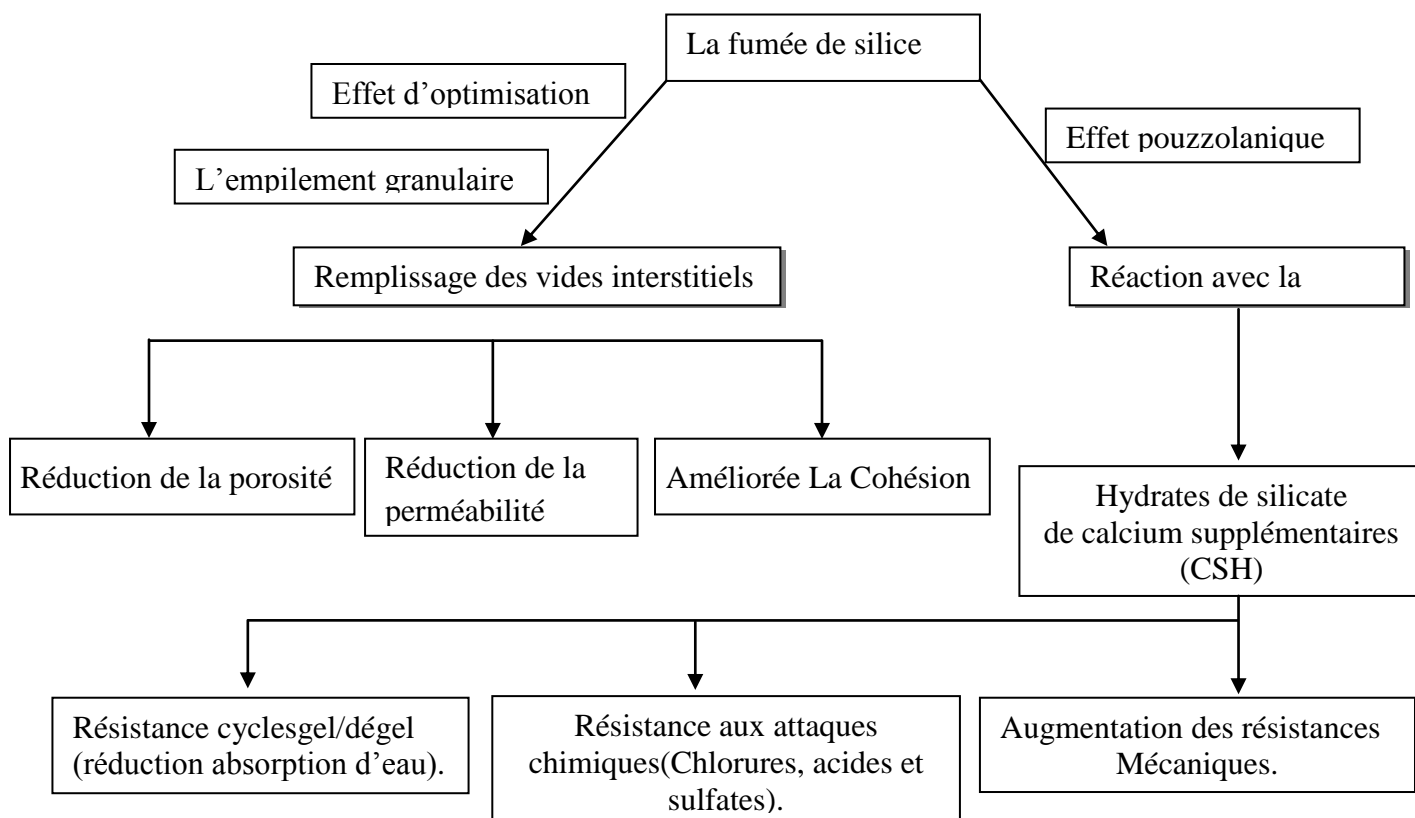 La fumée de silice
Effet d’optimisation
Effet pouzzolanique
L’empilement granulaire
Remplissage des vides interstitiels
Réaction avec la
Réduction de la porosité
Réduction de la
perméabilité
Améliorée La Cohésion
Hydrates de silicate
de calcium supplémentaires
(CSH)
Résistance cyclesgel/dégel
(réduction absorption d’eau).
Résistance aux attaques
chimiques(Chlorures, acides et
sulfates).
Augmentation des résistances
Mécaniques.